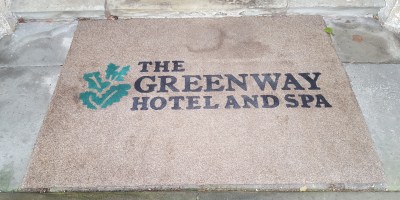 THE
GREENWAY
HOTEL AND SPA